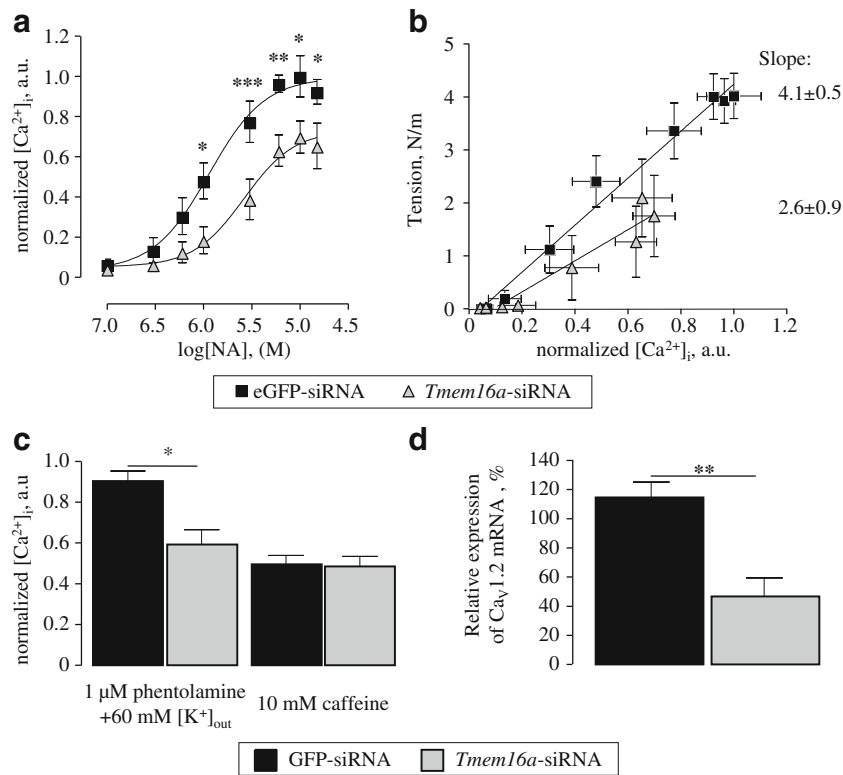 a
normalized [Ca²⁺]ᵢ, a.u.
1.2
1.0
0.8
0.6
0.4
0.2
0
*
***
**
*
*
7.0 6.5 6.0 5.5 5.0 4.5
log[NA], (M)
b
Tension, N/m
5
4
3
2
1
0
Slope:
4.1±0.5
2.6±0.9
0 0.2 0.4 0.6 0.8 1.0 1.2
normalized [Ca²⁺]ᵢ, a.u.
eGFP-siRNA Tmem16a-siRNA
c
normalized [Ca²⁺]ᵢ, a.u
1.0
0.8
0.6
0.4
0.2
0
*
1 µM phentolamine
+60 mM [K⁺]out
10 mM caffeine
d
Relative expression
of CaV1.2 mRNA , %
140
120
100
80
60
40
20
0
**
GFP-siRNA Tmem16a-siRNA